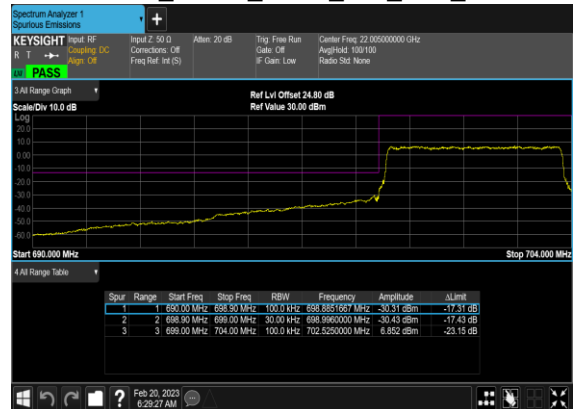 Spectrum Analyzer 1
Spurious Emissions
+
KEYSIGHT Input: RF Input Z: 50 Ω Atten: 20 dB Trig: Free Run Center Freq: 22.005000000 GHz
R T Coupling: DC Corrections: Off Gate: Off Avg|Hold: 100/100
Align: Off Freq Ref: Int (S) IF Gain: Low Radio Std: None
PASS
3 All Range Graph
Ref Lvl Offset 24.80 dB
Scale/Div 10.0 dB Ref Value 30.00 dBm
Log
20.0
10.0
0.00
-10.0
-20.0
-30.0
-40.0
-50.0
-60.0
Start 690.000 MHz Stop 704.000 MHz
4 All Range Table
Spur Range Start Freq Stop Freq RBW Frequency Amplitude ΔLimit
1 1 690.00 MHz 698.90 MHz 100.0 kHz 698.8851667 MHz -30.31 dBm -17.31 dB
2 2 698.90 MHz 699.00 MHz 30.00 kHz 698.9960000 MHz -30.43 dBm -17.43 dB
3 3 699.00 MHz 704.00 MHz 100.0 kHz 702.5250000 MHz 6.852 dBm -23.15 dB
? Feb 20, 2023
6:29:27 AM